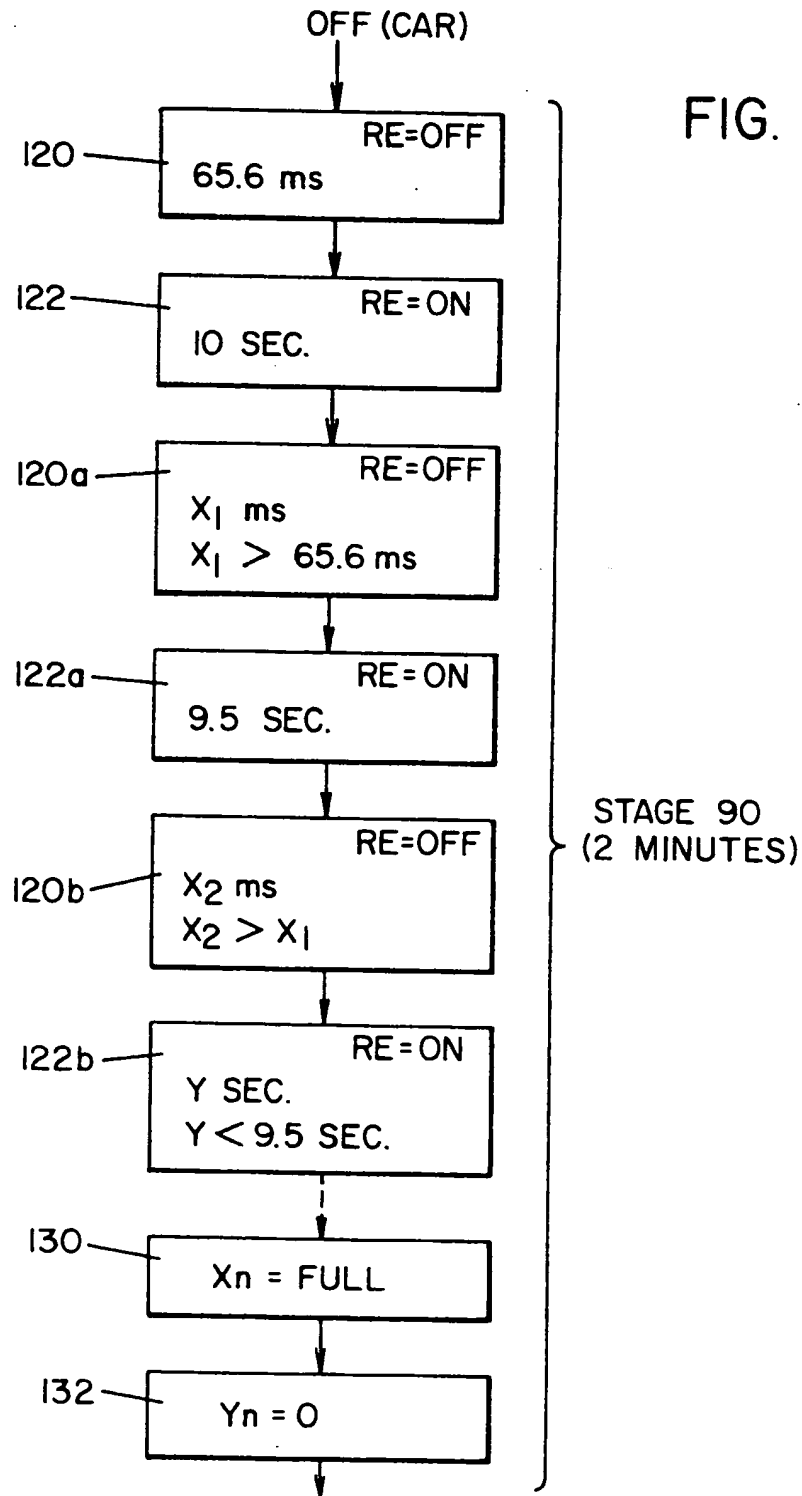 OFF (CAR)
FIG.
120
RE=OFF
65.6 ms
122
RE=ON
10 SEC.
120a
RE=OFF
X1 ms
X1 > 65.6 ms
122a
RE=ON
9.5 SEC.
STAGE 90
(2 MINUTES)
120b
RE=OFF
X2 ms
X2 > X1
122b
RE=ON
Y SEC.
Y < 9.5 SEC.
130
Xn = FULL
132
Yn = 0